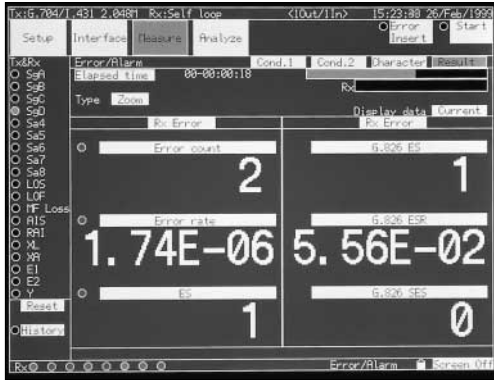 Tx:G.704/I.431 2.048M Rx:Self loop <1Out/1In> 15:23:38 26/Feb/1999
Setup Interface Measure Analyze Error Insert Start
Tx&Rx Error/Alarm Cond.1 Cond.2 Character Result
Elapsed time 00-00:00:18
Rx
Type Zoom
Display data Current
Rx Error Rx Error
SgA
SgB
SgC
SgD
Sa4
Sa5
Sa6
Sa7
Sa8
LOS
LOF
MF Loss
AIS
RAI
XL
XA
E1
E2
Y
Reset
History
Error count
2
G.826 ES
1
Error rate
1.74E-06
G.826 ESR
5.56E-02
ES
1
G.826 SES
0
Rx Error/Alarm Screen Off